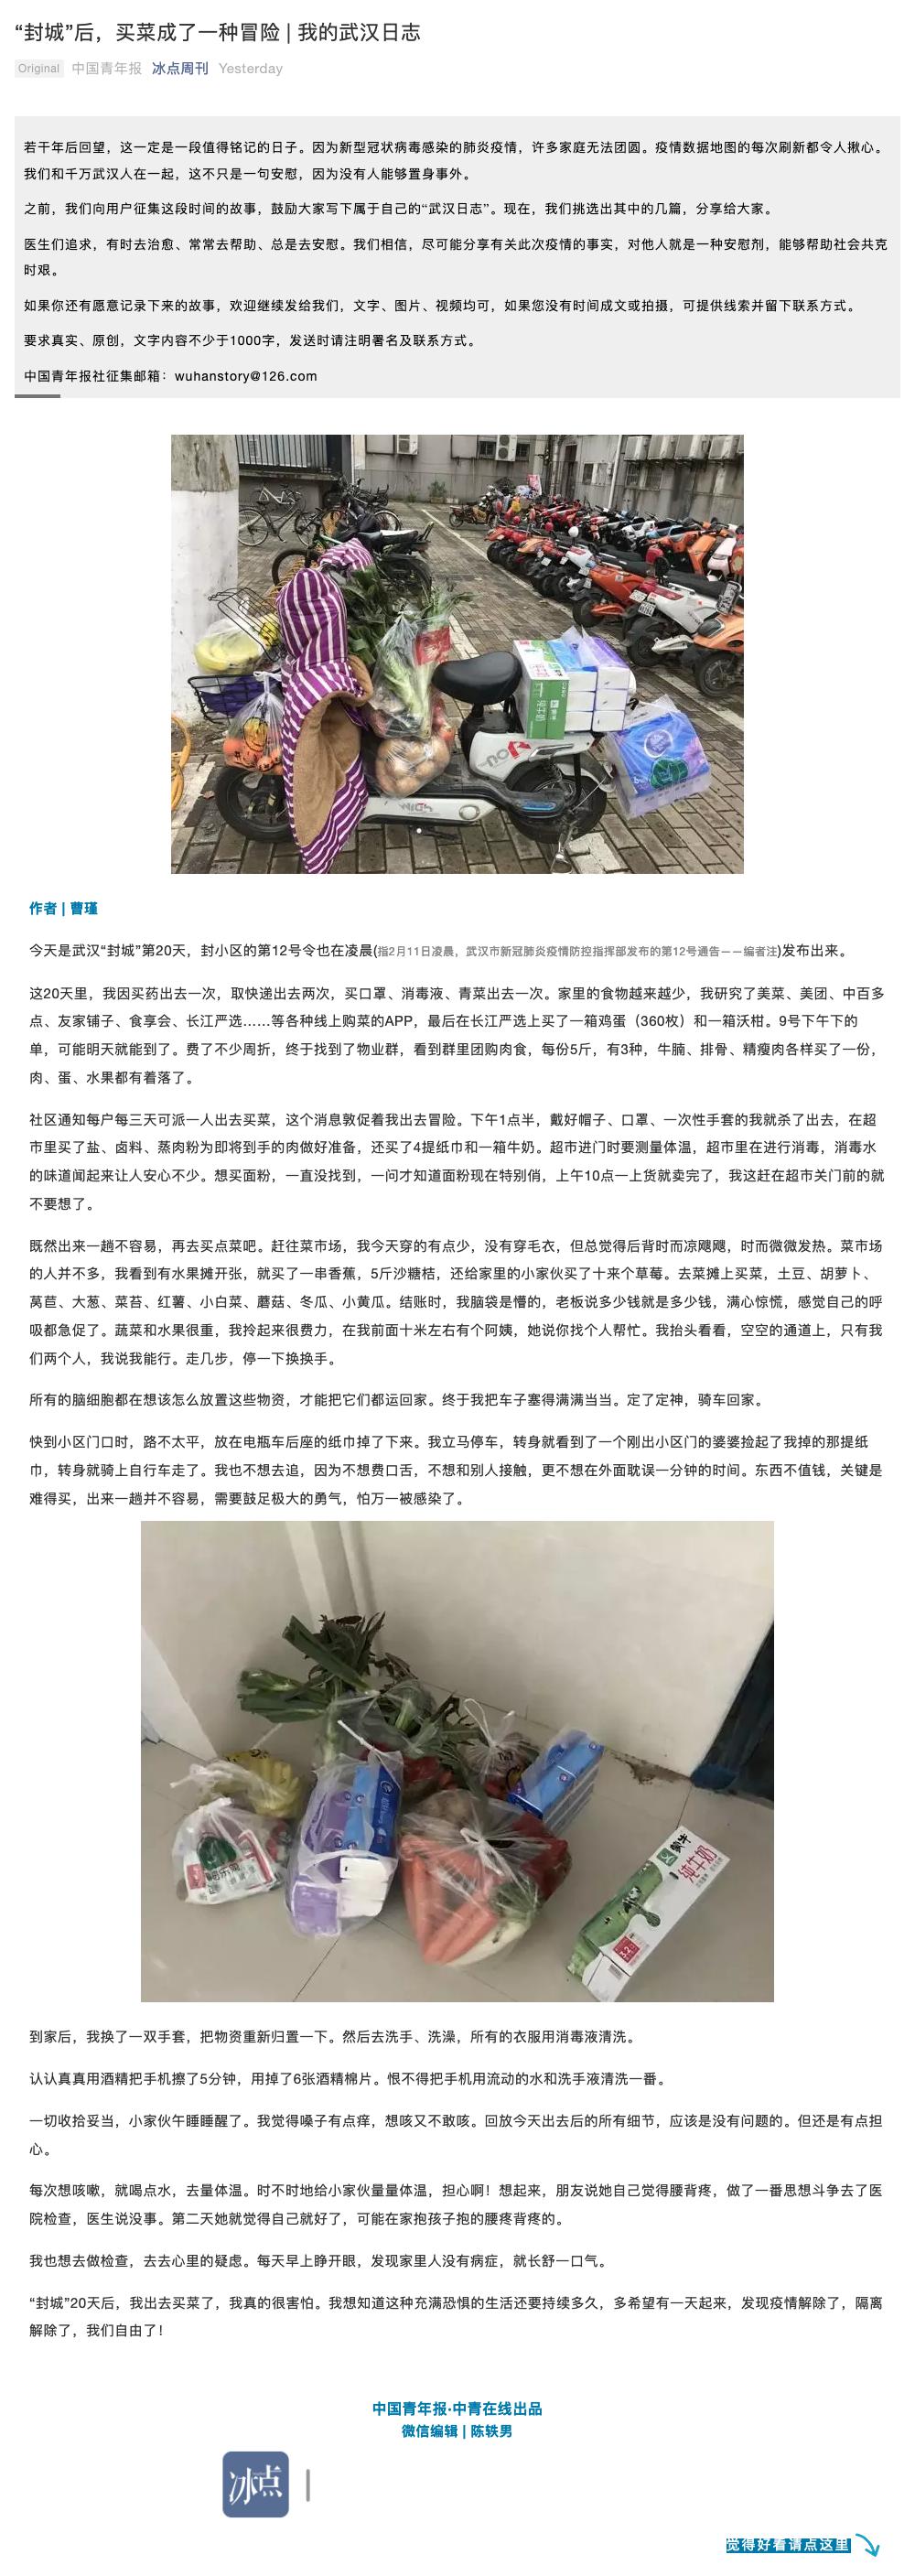 “封城”后，买菜成了一种冒险 | 我的武汉日志
Original 中国青年报 冰点周刊 Yesterday
若干年后回望，这一定是一段值得铭记的日子。因为新型冠状病毒感染的肺炎疫情，许多家庭无法团圆。疫情数据地图的每次刷新都令人揪心。
我们和千万武汉人在一起，这不只是一句安慰，因为没有人能够置身事外。
之前，我们向用户征集这段时间的故事，鼓励大家写下属于自己的“武汉日志”。现在，我们挑选出其中的几篇，分享给大家。
医生们追求，有时去治愈、常常去帮助、总是去安慰。我们相信，尽可能分享有关此次疫情的事实，对他人就是一种安慰剂，能够帮助社会共克
时艰。
如果你还有愿意记录下来的故事，欢迎继续发给我们，文字、图片、视频均可，如果您没有时间成文或拍摄，可提供线索并留下联系方式。
要求真实、原创，文字内容不少于1000字，发送时请注明署名及联系方式。
中国青年报社征集邮箱：wuhanstory@126.com
纯牛奶
作者 | 曹瑾
今天是武汉“封城”第20天，封小区的第12号令也在凌晨(指2月11日凌晨，武汉市新冠肺炎疫情防控指挥部发布的第12号通告——编者注)发布出来。
这20天里，我因买药出去一次，取快递出去两次，买口罩、消毒液、青菜出去一次。家里的食物越来越少，我研究了美菜、美团、中百多
点、友家铺子、食享会、长江严选……等各种线上购菜的APP，最后在长江严选上买了一箱鸡蛋（360枚）和一箱沃柑。9号下午下的
单，可能明天就能到了。费了不少周折，终于找到了物业群，看到群里团购肉食，每份5斤，有3种，牛腩、排骨、精瘦肉各样买了一份，
肉、蛋、水果都有着落了。
社区通知每户每三天可派一人出去买菜，这个消息敦促着我出去冒险。下午1点半，戴好帽子、口罩、一次性手套的我就杀了出去，在超
市里买了盐、卤料、蒸肉粉为即将到手的肉做好准备，还买了4提纸巾和一箱牛奶。超市进门时要测量体温，超市里在进行消毒，消毒水
的味道闻起来让人安心不少。想买面粉，一直没找到，一问才知道面粉现在特别俏，上午10点一上货就卖完了，我这赶在超市关门前的就
不要想了。
既然出来一趟不容易，再去买点菜吧。赶往菜市场，我今天穿的有点少，没有穿毛衣，但总觉得后背时而凉飕飕，时而微微发热。菜市场
的人并不多，我看到有水果摊开张，就买了一串香蕉，5斤沙糖桔，还给家里的小家伙买了十来个草莓。去菜摊上买菜，土豆、胡萝卜、
莴苣、大葱、菜苔、红薯、小白菜、蘑菇、冬瓜、小黄瓜。结账时，我脑袋是懵的，老板说多少钱就是多少钱，满心惊慌，感觉自己的呼
吸都急促了。蔬菜和水果很重，我拎起来很费力，在我前面十米左右有个阿姨，她说你找个人帮忙。我抬头看看，空空的通道上，只有我
们两个人，我说我能行。走几步，停一下换换手。
所有的脑细胞都在想该怎么放置这些物资，才能把它们都运回家。终于我把车子塞得满满当当。定了定神，骑车回家。
快到小区门口时，路不太平，放在电瓶车后座的纸巾掉了下来。我立马停车，转身就看到了一个刚出小区门的婆婆捡起了我掉的那提纸
巾，转身就骑上自行车走了。我也不想去追，因为不想费口舌，不想和别人接触，更不想在外面耽误一分钟的时间。东西不值钱，关键是
难得买，出来一趟并不容易，需要鼓足极大的勇气，怕万一被感染了。
蒙牛
纯牛奶
到家后，我换了一双手套，把物资重新归置一下。然后去洗手、洗澡，所有的衣服用消毒液清洗。
认认真真用酒精把手机擦了5分钟，用掉了6张酒精棉片。恨不得把手机用流动的水和洗手液清洗一番。
一切收拾妥当，小家伙午睡睡醒了。我觉得嗓子有点痒，想咳又不敢咳。回放今天出去后的所有细节，应该是没有问题的。但还是有点担
心。
每次想咳嗽，就喝点水，去量体温。时不时地给小家伙量量体温，担心啊！想起来，朋友说她自己觉得腰背疼，做了一番思想斗争去了医
院检查，医生说没事。第二天她就觉得自己就好了，可能在家抱孩子抱的腰疼背疼的。
我也想去做检查，去去心里的疑虑。每天早上睁开眼，发现家里人没有病症，就长舒一口气。
“封城”20天后，我出去买菜了，我真的很害怕。我想知道这种充满恐惧的生活还要持续多久，多希望有一天起来，发现疫情解除了，隔离
解除了，我们自由了！
中国青年报·中青在线出品
微信编辑 | 陈轶男
冰点
觉得好看请点这里